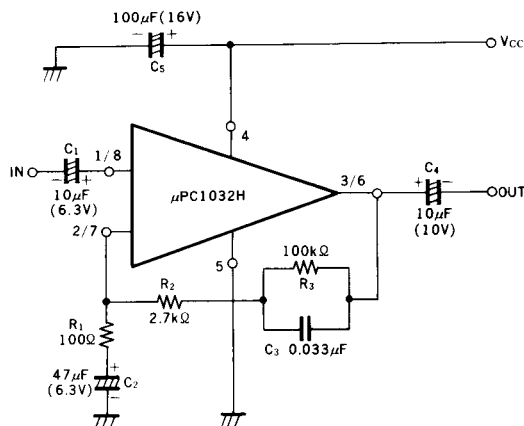 100μF(16V)
− +
C5
VCC
4
C1
IN
1/8
− +
10μF
(6.3V)
μPC1032H
3/6
C4
+ −
OUT
10μF
(10V)
2/7
5
100kΩ
R3
R2
2.7kΩ
R1
100Ω
C3 0.033μF
+
47μF
(6.3V)
C2
−